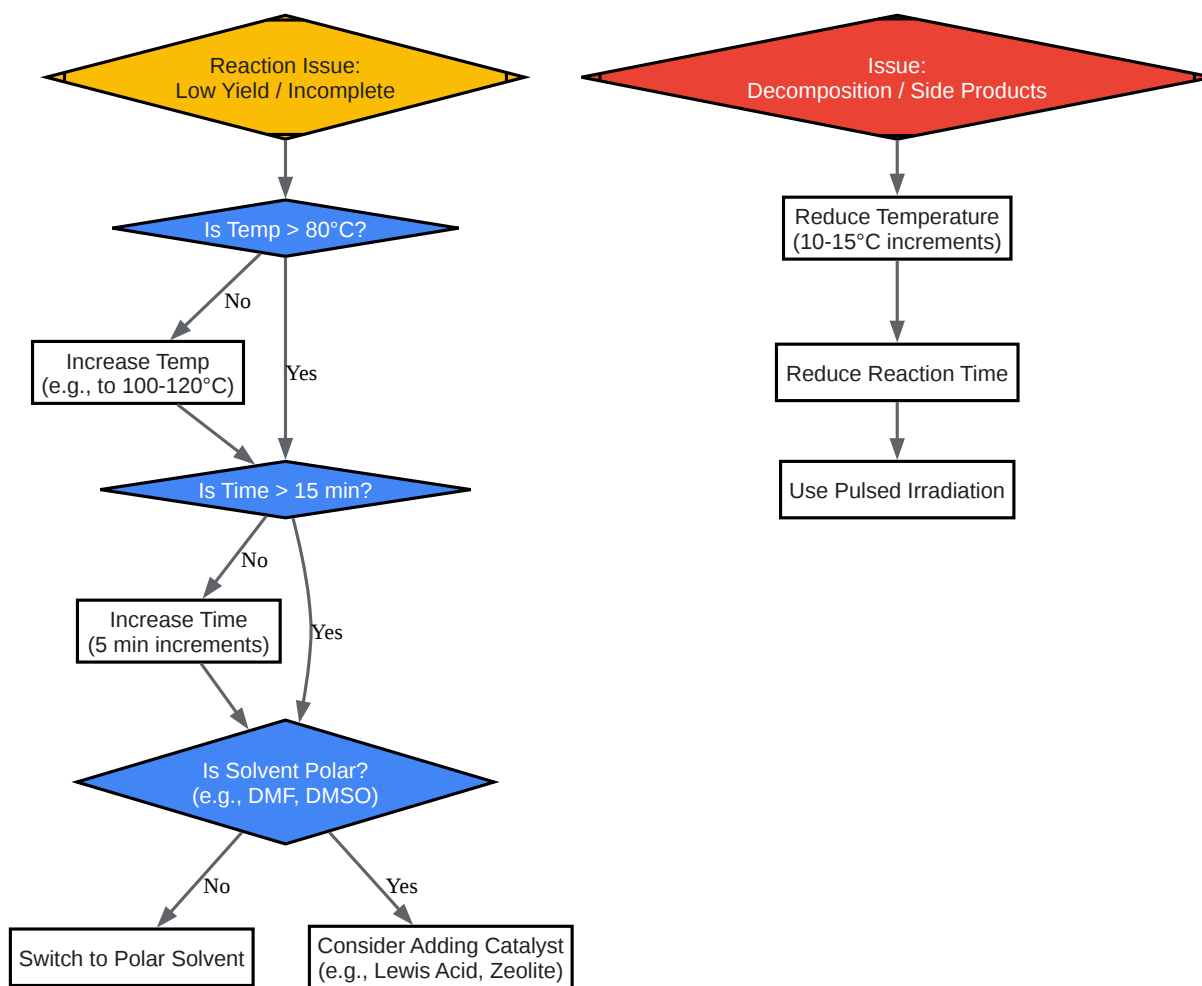 Reaction Issue:
Low Yield / Incomplete
Is Temp > 80°C?
No
Yes
Increase Temp
(e.g., to 100-120°C)
Is Time > 15 min?
No
Yes
Increase Time
(5 min increments)
Is Solvent Polar?
(e.g., DMF, DMSO)
No
Yes
Switch to Polar Solvent
Consider Adding Catalyst
(e.g., Lewis Acid, Zeolite)
Issue:
Decomposition / Side Products
Reduce Temperature
(10-15°C increments)
Reduce Reaction Time
Use Pulsed Irradiation